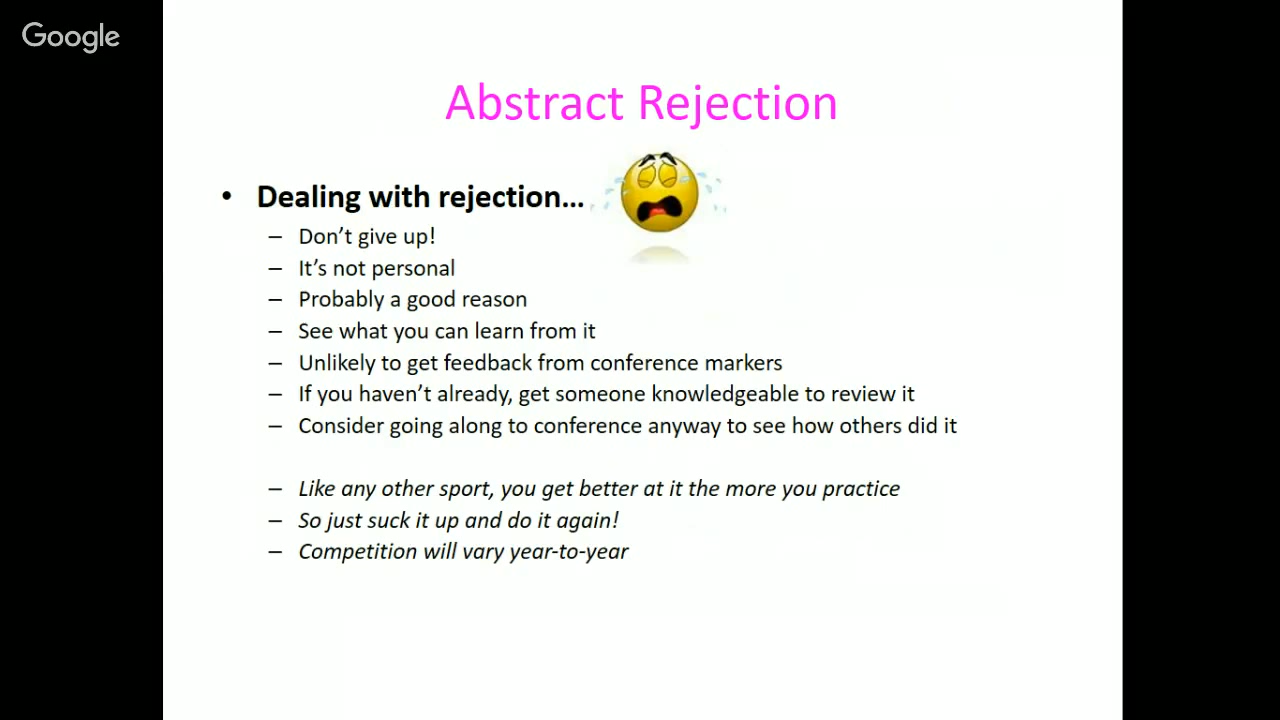 Google
Abstract Rejection
• Dealing with rejection...
– Don't give up!
– It's not personal
– Probably a good reason
– See what you can learn from it
– Unlikely to get feedback from conference markers
– If you haven't already, get someone knowledgeable to review it
– Consider going along to conference anyway to see how others did it
– Like any other sport, you get better at it the more you practice
– So just suck it up and do it again!
– Competition will vary year-to-year